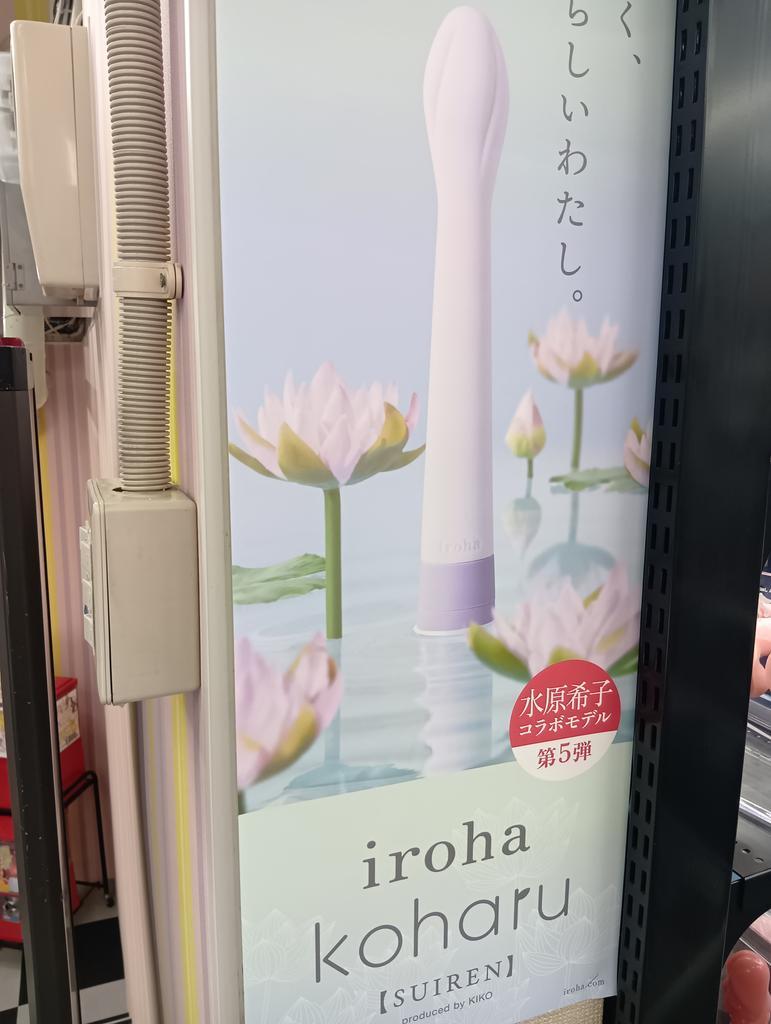 く、
らしいわたし。
iroha
水原希子
コラボモデル
第5弾
iroha
koharu
【SUIREN】
produced by KIKO
iroha.com